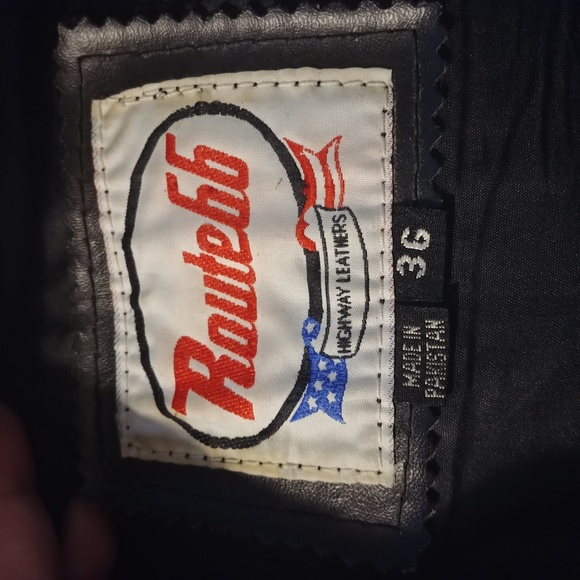 Route66
HIGHWAY LEATHERS
36
MADE IN
PAKISTAN